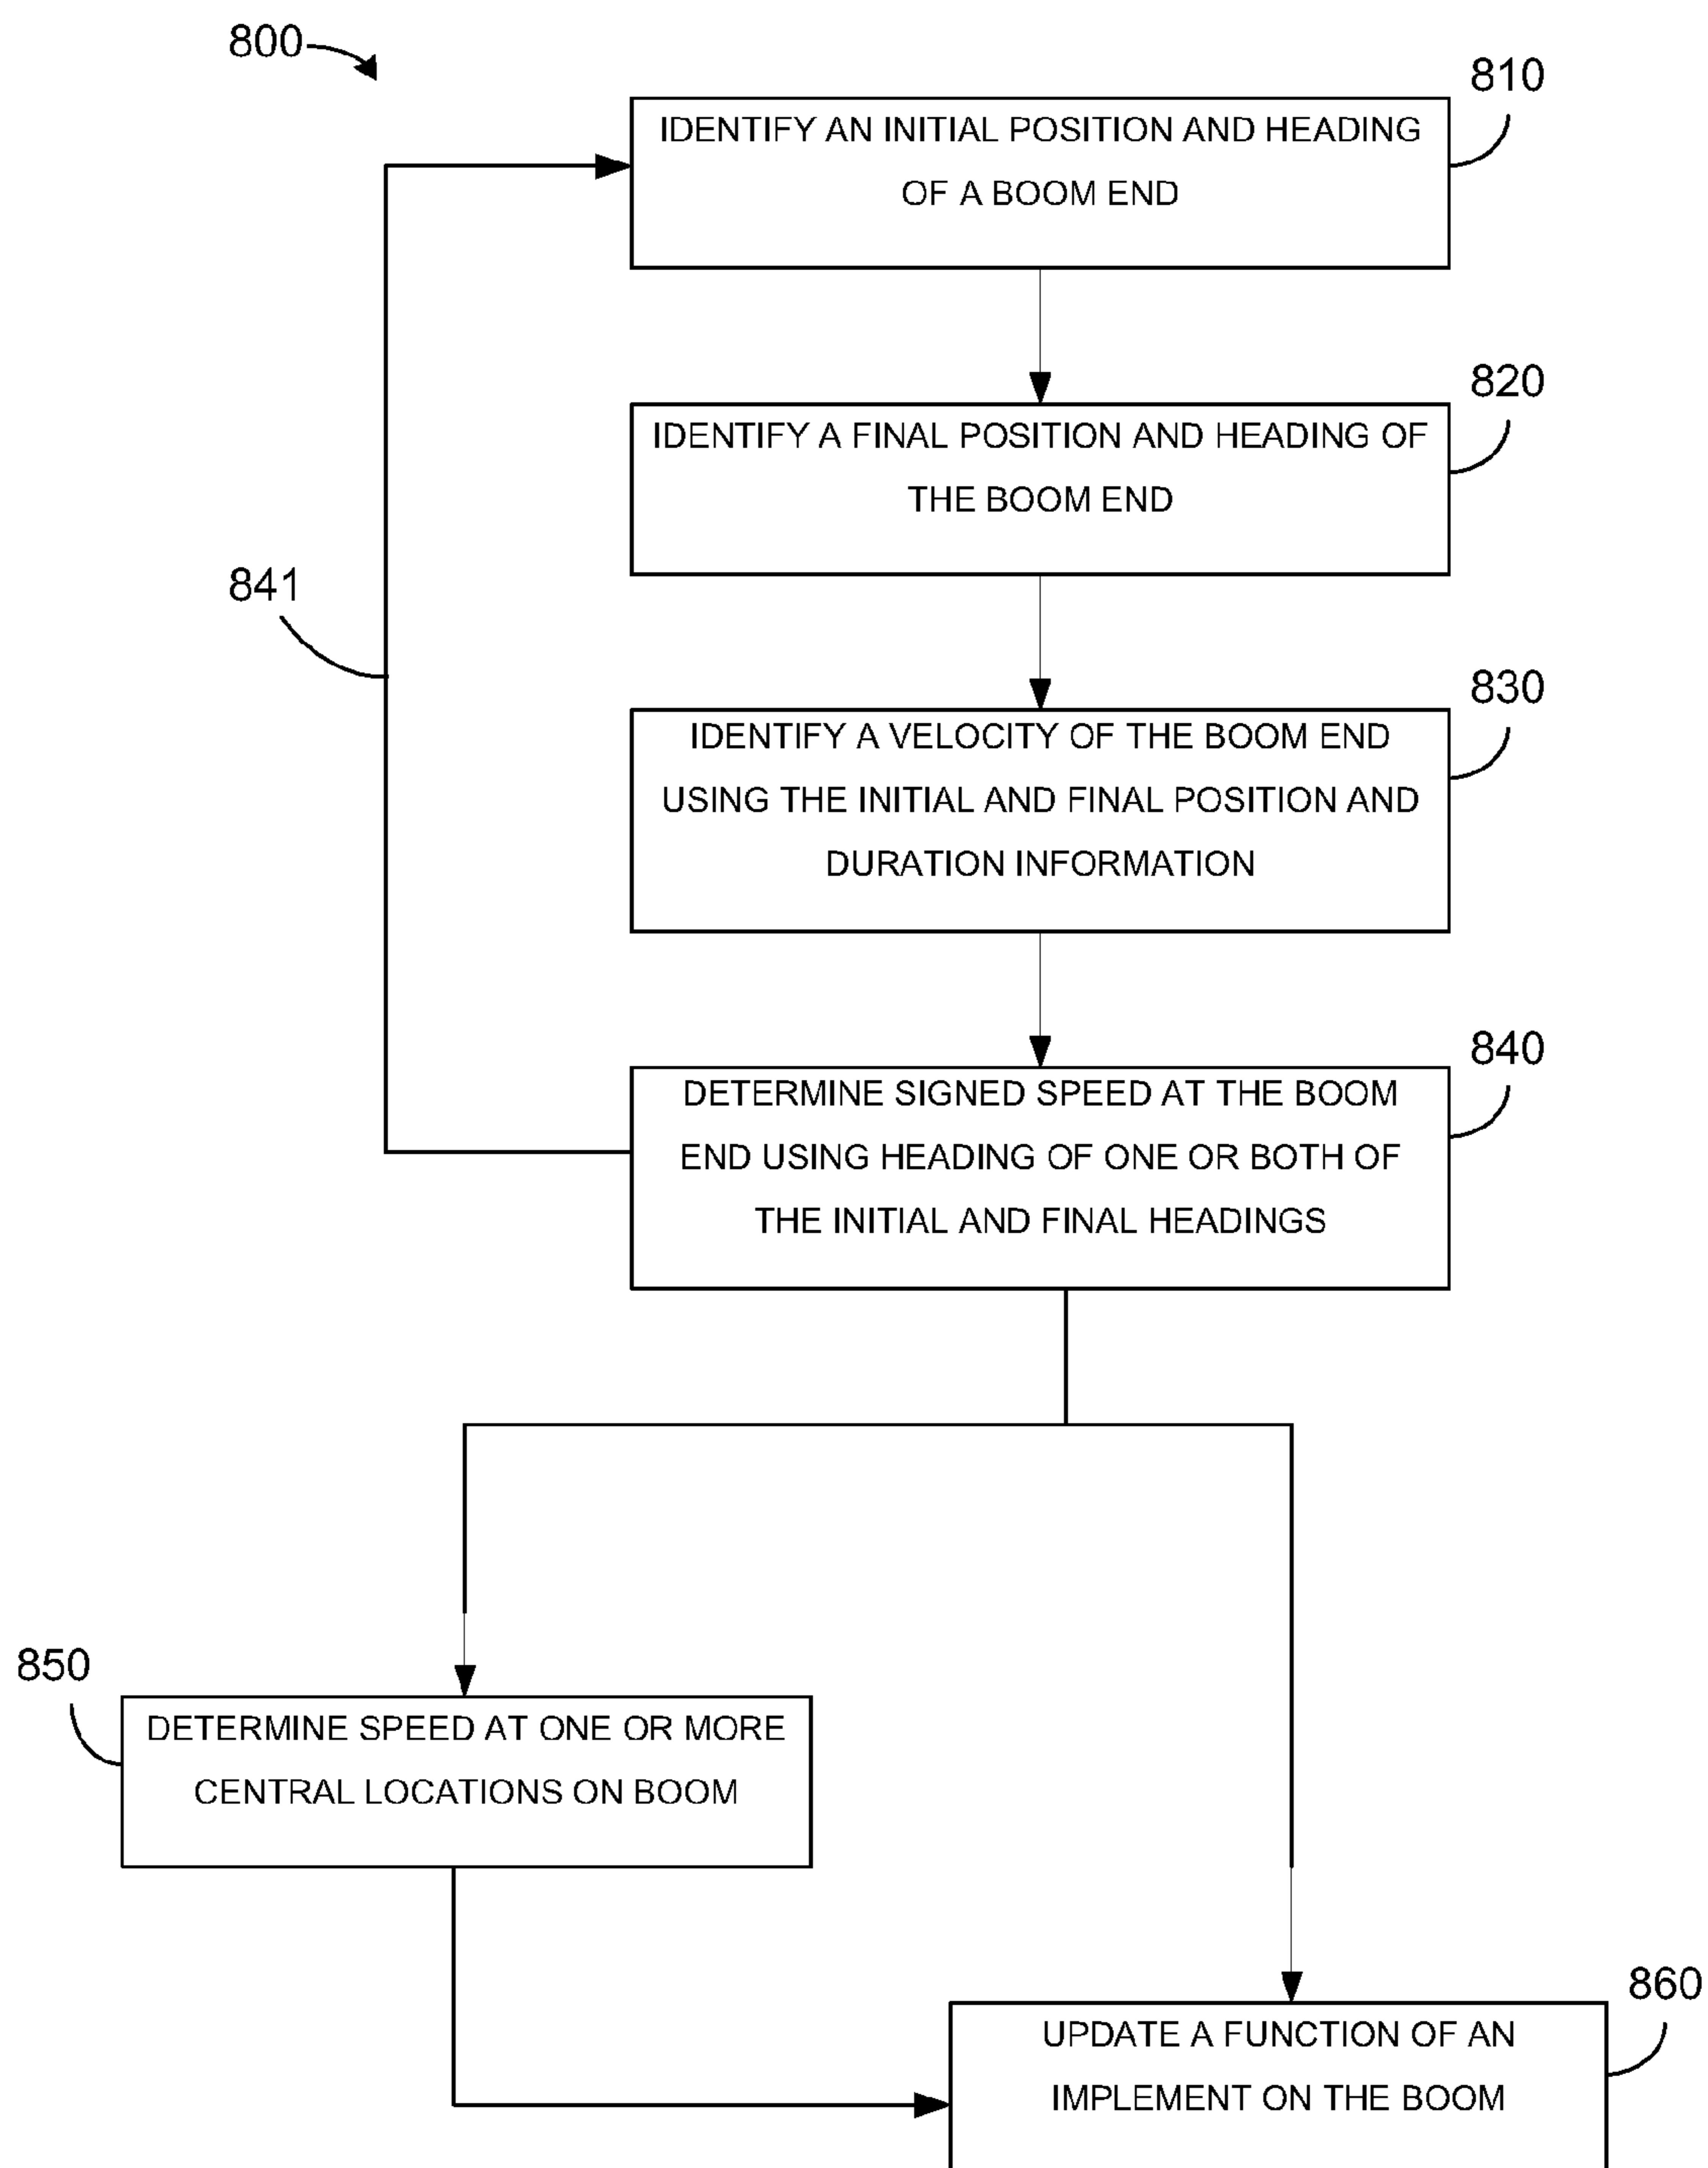 800
810
IDENTIFY AN INITIAL POSITION AND HEADING
OF A BOOM END
820
IDENTIFY A FINAL POSITION AND HEADING OF
THE BOOM END
841
830
IDENTIFY A VELOCITY OF THE BOOM END
USING THE INITIAL AND FINAL POSITION AND
DURATION INFORMATION
840
DETERMINE SIGNED SPEED AT THE BOOM
END USING HEADING OF ONE OR BOTH OF
THE INITIAL AND FINAL HEADINGS
850
DETERMINE SPEED AT ONE OR MORE
CENTRAL LOCATIONS ON BOOM
860
UPDATE A FUNCTION OF AN
IMPLEMENT ON THE BOOM